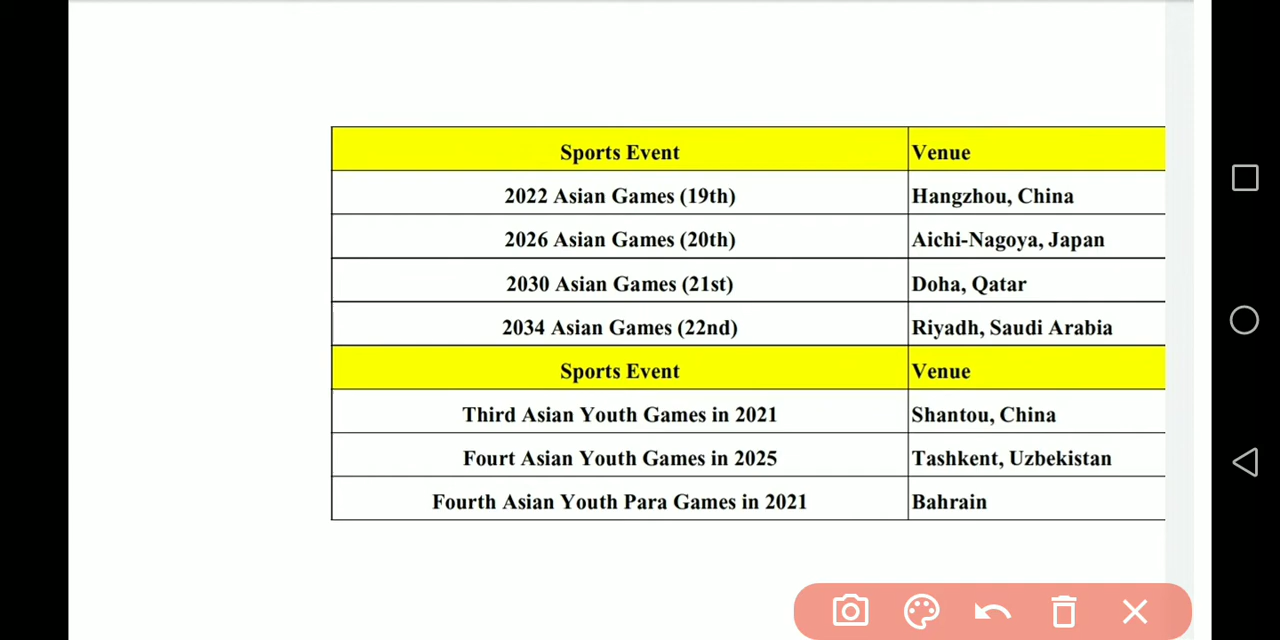 Sports Event Venue
2022 Asian Games (19th) Hangzhou, China
2026 Asian Games (20th) Aichi-Nagoya, Japan
2030 Asian Games (21st) Doha, Qatar
2034 Asian Games (22nd) Riyadh, Saudi Arabia
Sports Event Venue
Third Asian Youth Games in 2021 Shantou, China
Fourt Asian Youth Games in 2025 Tashkent, Uzbekistan
Fourth Asian Youth Para Games in 2021 Bahrain